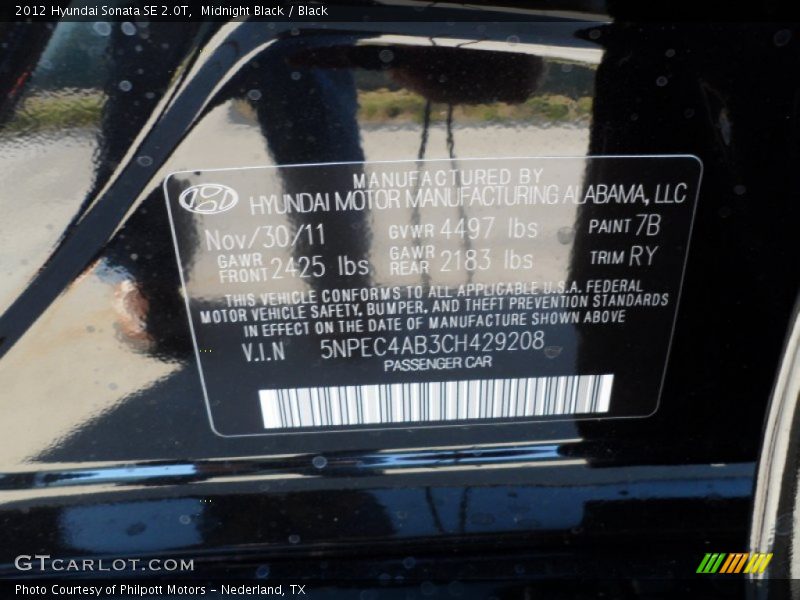 2012 Hyundai Sonata SE 2.0T, Midnight Black / Black
MANUFACTURED BY
HYUNDAI MOTOR MANUFACTURING ALABAMA, LLC
Nov/30/11 GVWR 4497 lbs PAINT 7B
GAWR FRONT 2425 lbs GAWR REAR 2183 lbs TRIM RY
THIS VEHICLE CONFORMS TO ALL APPLICABLE U.S.A. FEDERAL
MOTOR VEHICLE SAFETY, BUMPER, AND THEFT PREVENTION STANDARDS
IN EFFECT ON THE DATE OF MANUFACTURE SHOWN ABOVE
V.I.N 5NPEC4AB3CH429208
PASSENGER CAR
GTCARLOT.COM
Photo Courtesy of Philpott Motors – Nederland, TX